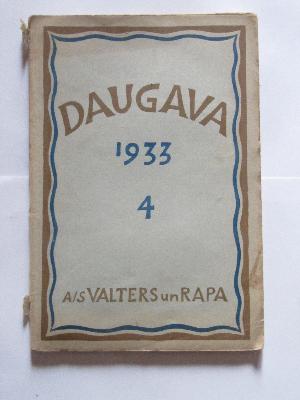 DAUGAVA
1933
4
A/S VALTERS un RAPA